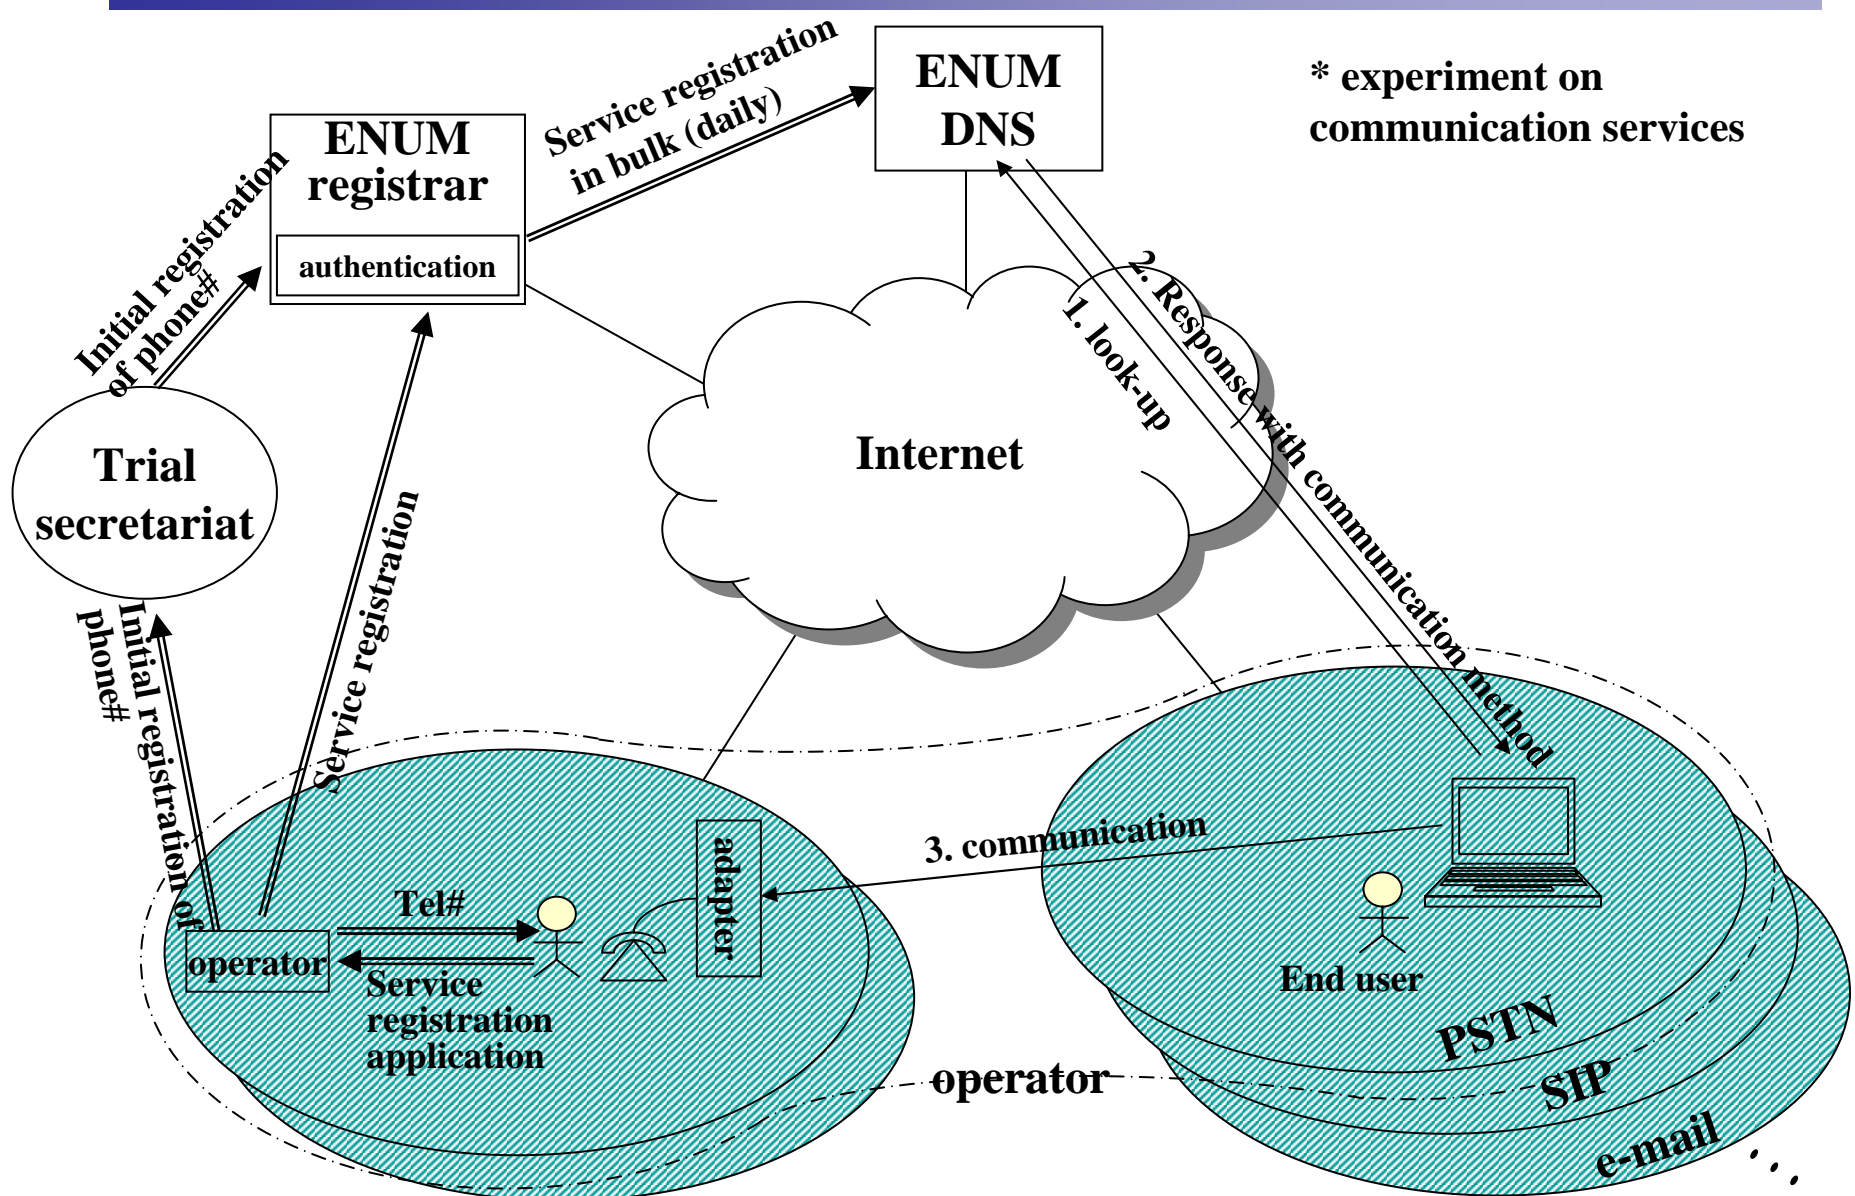 Service registration
in bulk (daily)
ENUM
DNS
* experiment on
communication services
ENUM
registrar
authentication
Initial registration
of phone#
2. Response with communication method
1. look-up
Internet
Trial
secretariat
Service registration
Initial registration of
phone#
3. communication
adapter
Tel#
operator
Service
registration
application
End user
PSTN
SIP
e-mail
operator